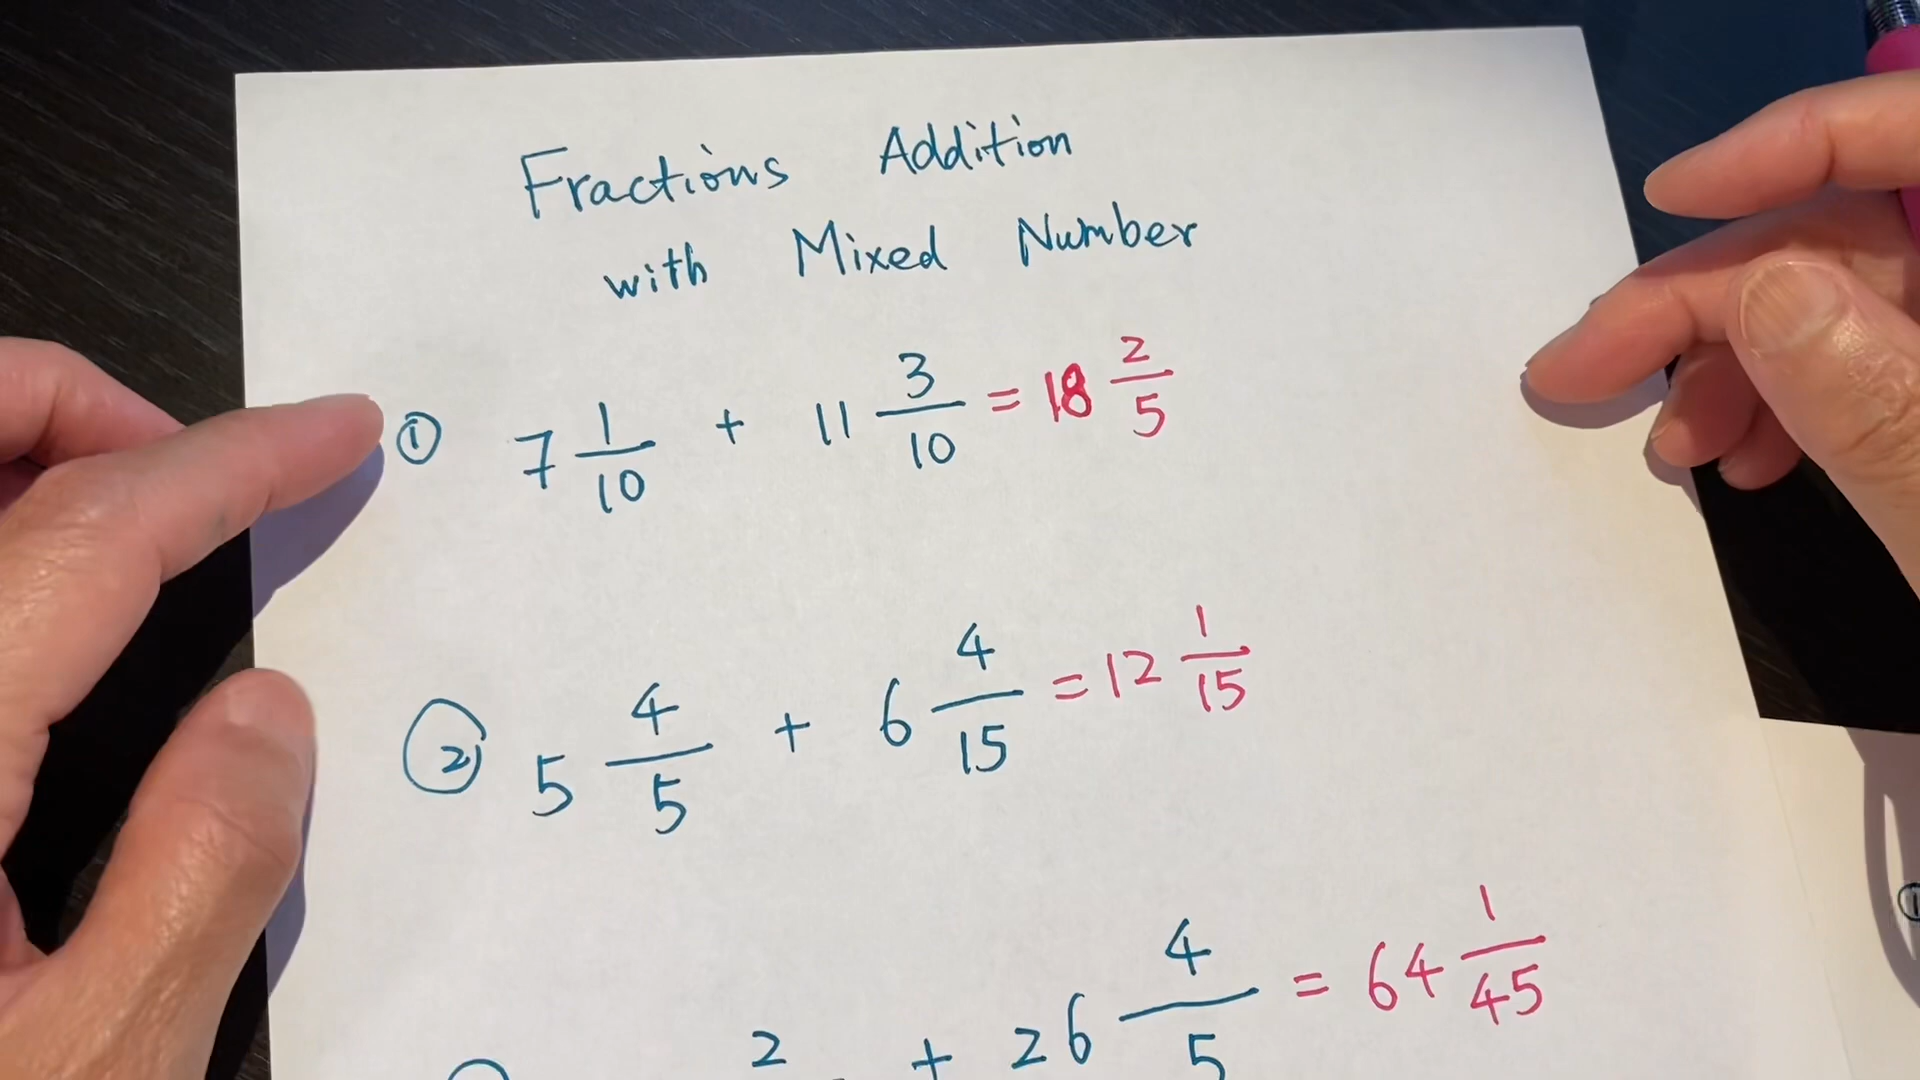 Fractions Addition
with Mixed Number
① 7 1/10 + 11 3/10 = 18 2/5
② 5 4/5 + 6 4/15 = 12 1/15
2 + 26 4/5 = 64 1/45